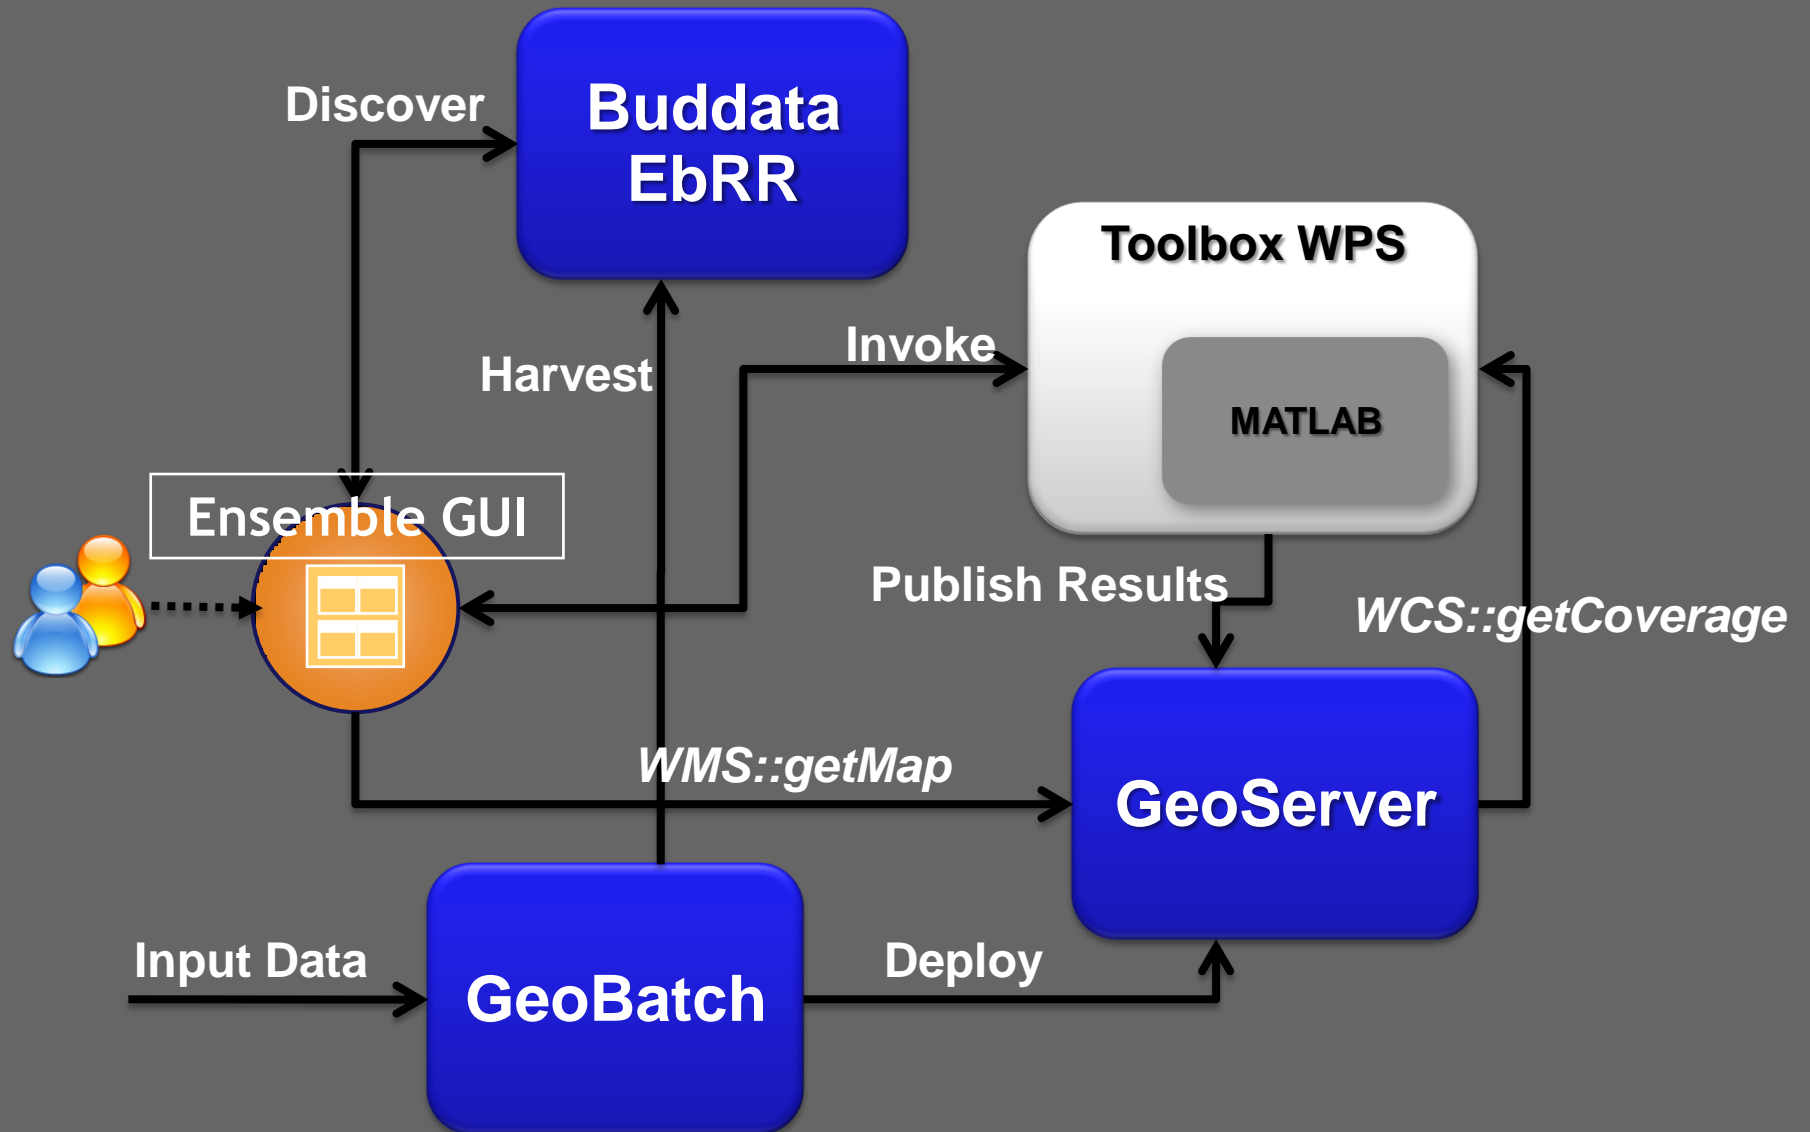 Discover
Buddata
EbRR
Toolbox WPS
Invoke
Harvest
MATLAB
Ensemble GUI
Publish Results
WCS::getCoverage
WMS::getMap
GeoServer
Input Data
GeoBatch
Deploy